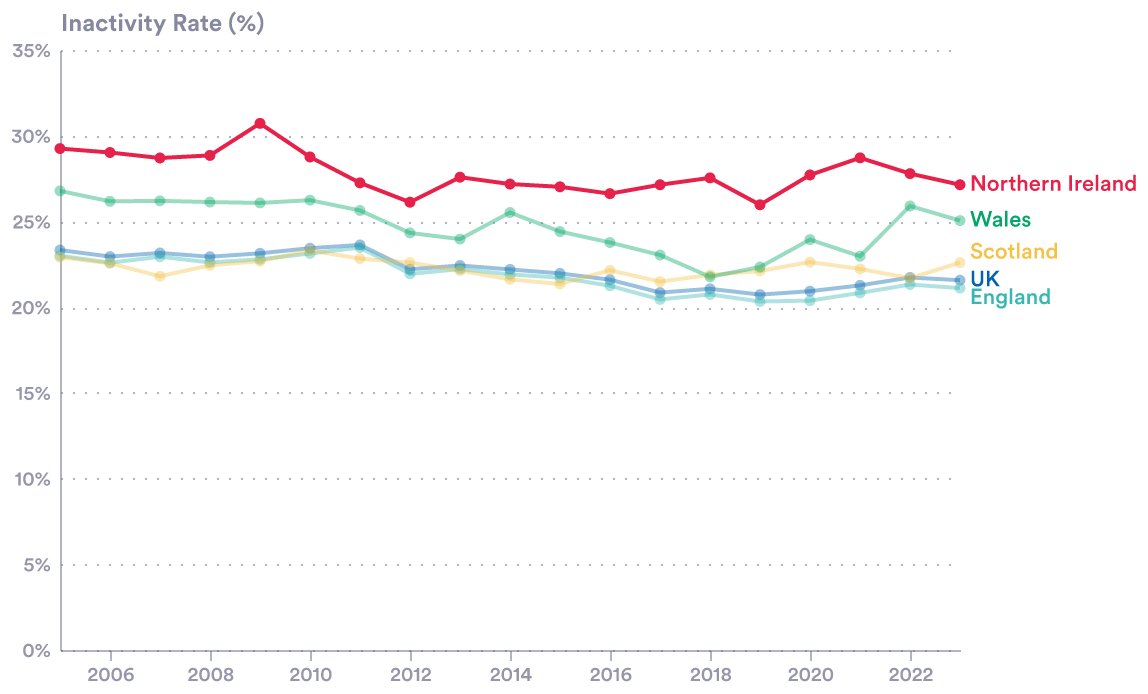 Inactivity Rate (%)
35%
30%
25%
20%
15%
10%
5%
0%
Northern Ireland
Wales
Scotland
UK
England
2006 2008 2010 2012 2014 2016 2018 2020 2022